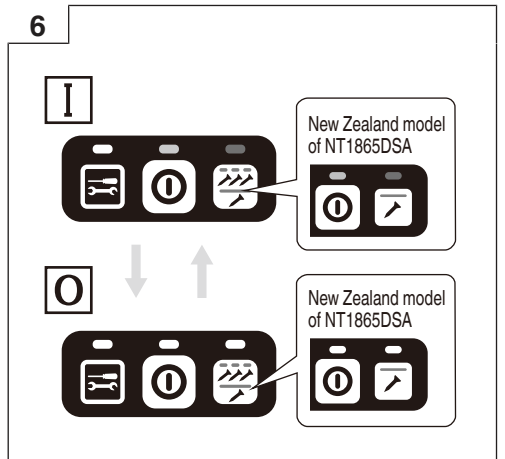 6
I
New Zealand model
of NT1865DSA
O
New Zealand model
of NT1865DSA